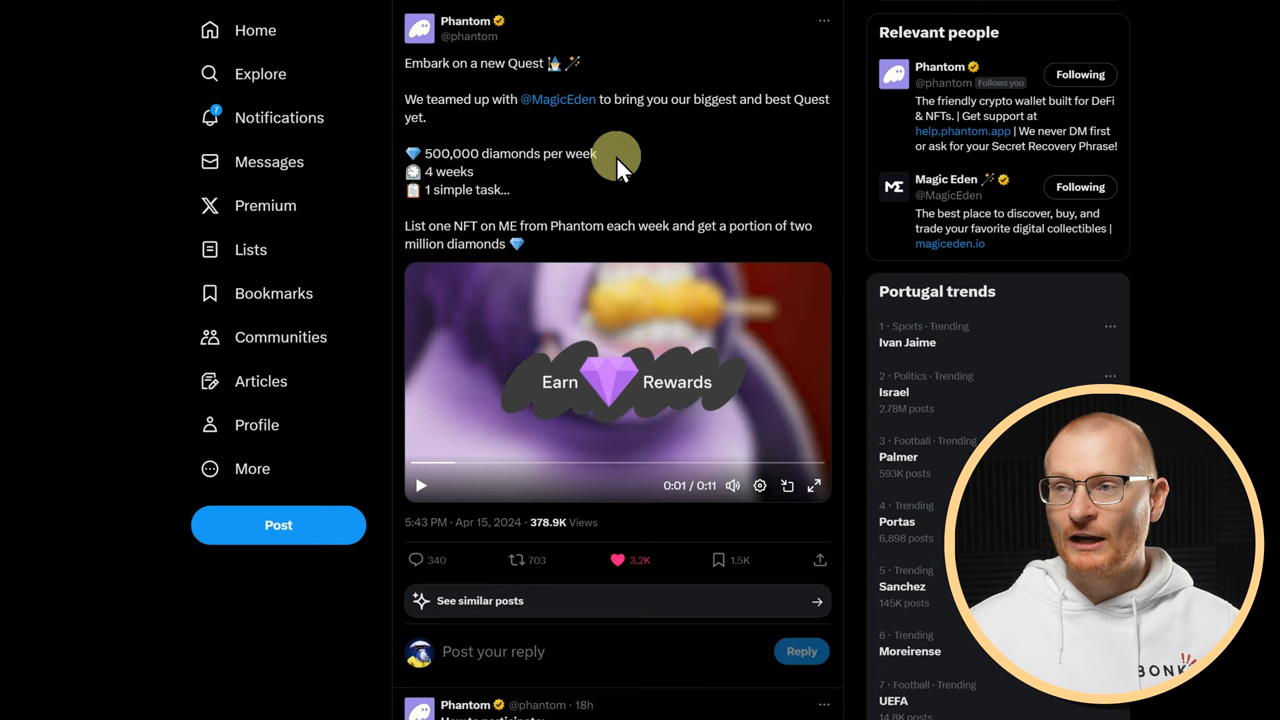 Home
Explore
7
Notifications
Messages
Premium
Lists
Bookmarks
Communities
Articles
Profile
More
Post
Phantom
@phantom
Embark on a new Quest 🧙‍♂️🪄
We teamed up with @MagicEden to bring you our biggest and best Quest
yet.
💎 500,000 diamonds per week
⏰ 4 weeks
📋 1 simple task...
List one NFT on ME from Phantom each week and get a portion of two
million diamonds 💎
Earn Rewards
0:01 / 0:11
5:43 PM · Apr 15, 2024 · 378.9K Views
340 703 3.2K 1.5K
See similar posts
Post your reply
Reply
Phantom @phantom · 18h
Relevant people
Phantom
Following
@phantom Follows you
The friendly crypto wallet built for DeFi
& NFTs. | Get support at
help.phantom.app | We never DM first
or ask for your Secret Recovery Phrase!
ME
Magic Eden 🪄
Following
@MagicEden
The best place to discover, buy, and
trade your favorite digital collectibles |
magiceden.io
Portugal trends
1 · Sports · Trending
Ivan Jaime
2 · Politics · Trending
Israel
2.78M posts
3 · Football · Trending
Palmer
593K posts
4 · Trending
Portas
6,898 posts
5 · Trending
Sanchez
145K posts
6 · Trending
Moreirense
7 · Football · Trending
UEFA
14.8K posts
BONK